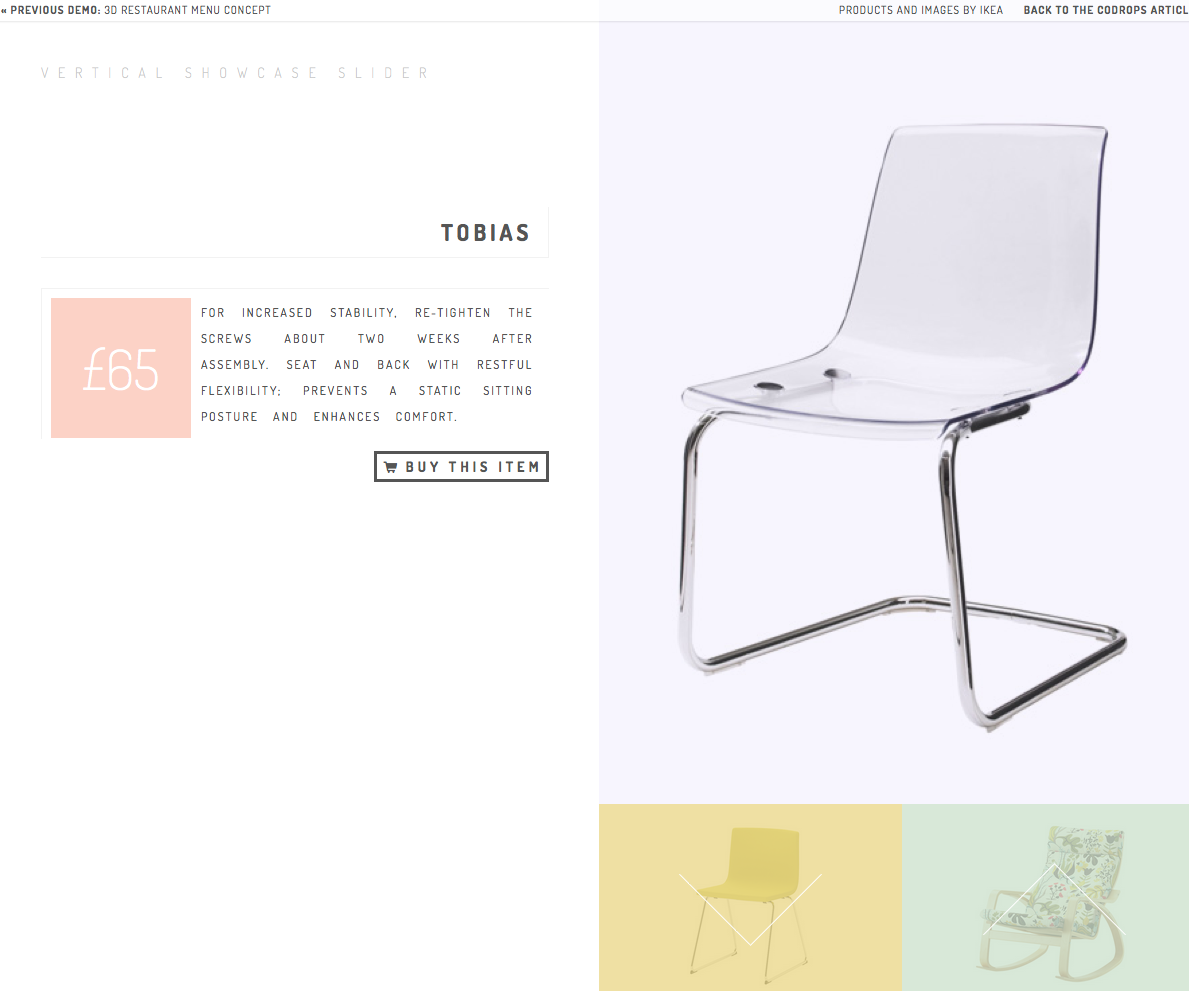 « PREVIOUS DEMO: 3D RESTAURANT MENU CONCEPT
PRODUCTS AND IMAGES BY IKEA
BACK TO THE CODROPS ARTICL
VERTICAL SHOWCASE SLIDER
TOBIAS
£65
FOR INCREASED STABILITY, RE-TIGHTEN THE
SCREWS ABOUT TWO WEEKS AFTER
ASSEMBLY. SEAT AND BACK WITH RESTFUL
FLEXIBILITY; PREVENTS A STATIC SITTING
POSTURE AND ENHANCES COMFORT.
BUY THIS ITEM